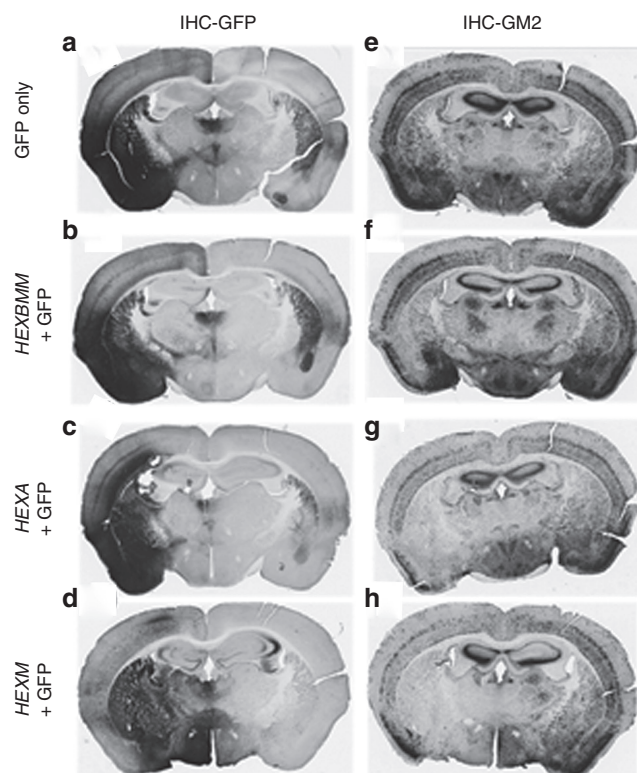 IHC-GFP IHC-GM2
a e
GFP only
b f
HEXBMM
+ GFP
c g
HEXA
+ GFP
d h
HEXM
+ GFP